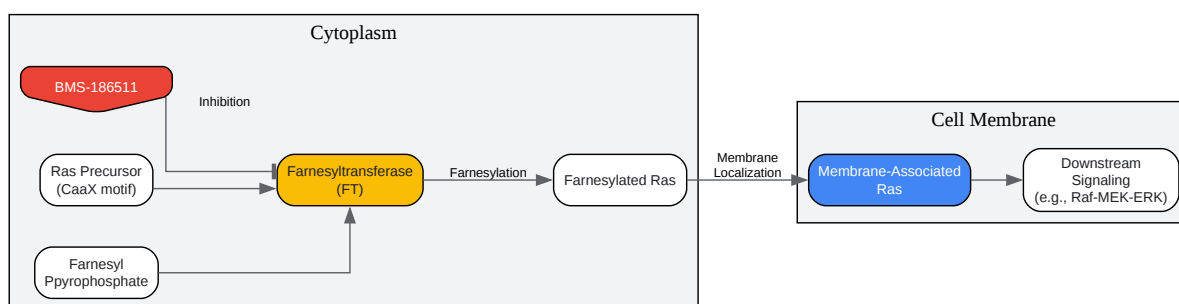 Cytoplasm
BMS-186511
Inhibition
Ras Precursor
(CaaX motif)
Farnesyltransferase
(FT)
Farnesylation
Farnesylated Ras
Farnesyl
Ppyrophosphate
Membrane
Localization
Cell Membrane
Membrane-Associated
Ras
Downstream
Signaling
(e.g., Raf-MEK-ERK)